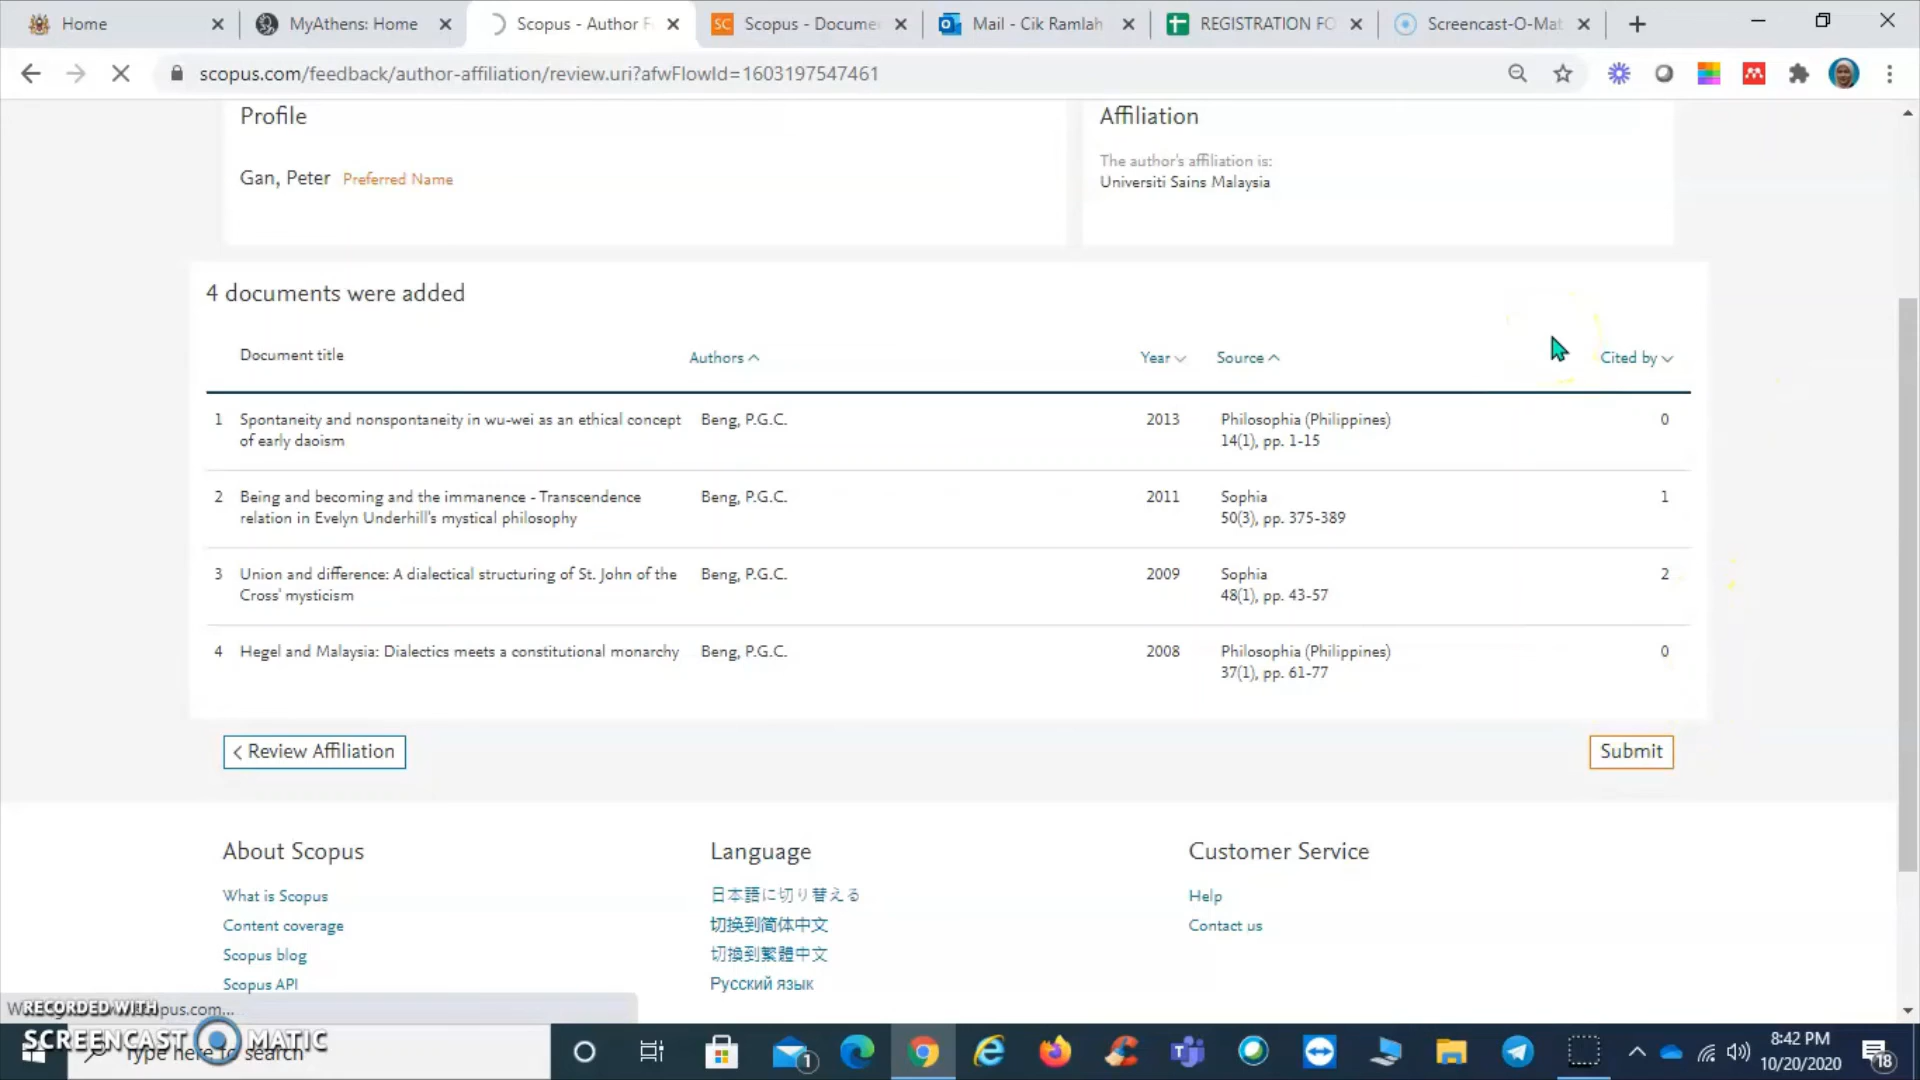 Home
MyAthens: Home
Scopus - Author F
Scopus - Documen
Mail - Cik Ramlah
REGISTRATION FO
Screencast-O-Mat
scopus.com/feedback/author-affiliation/review.uri?afwFlowId=1603197547461
Profile
Affiliation
The author's affiliation is:
Gan, Peter Preferred Name
Universiti Sains Malaysia
4 documents were added
Document title Authors Year Source Cited by
1 Spontaneity and nonspontaneity in wu-wei as an ethical concept Beng, P.G.C. 2013 Philosophia (Philippines) 0
of early daoism 14(1), pp. 1-15
2 Being and becoming and the immanence - Transcendence Beng, P.G.C. 2011 Sophia 1
relation in Evelyn Underhill's mystical philosophy 50(3), pp. 375-389
3 Union and difference: A dialectical structuring of St. John of the Beng, P.G.C. 2009 Sophia 2
Cross' mysticism 48(1), pp. 43-57
4 Hegel and Malaysia: Dialectics meets a constitutional monarchy Beng, P.G.C. 2008 Philosophia (Philippines) 0
37(1), pp. 61-77
< Review Affiliation
Submit
About Scopus Language Customer Service
What is Scopus 日本語に切り替える Help
Content coverage 切换到简体中文 Contact us
Scopus blog 切換到繁體中文
Scopus API Русский язык
RECORDED WITH
SCREENCAST MATIC
Type here to search
1
8:42 PM
10/20/2020
18